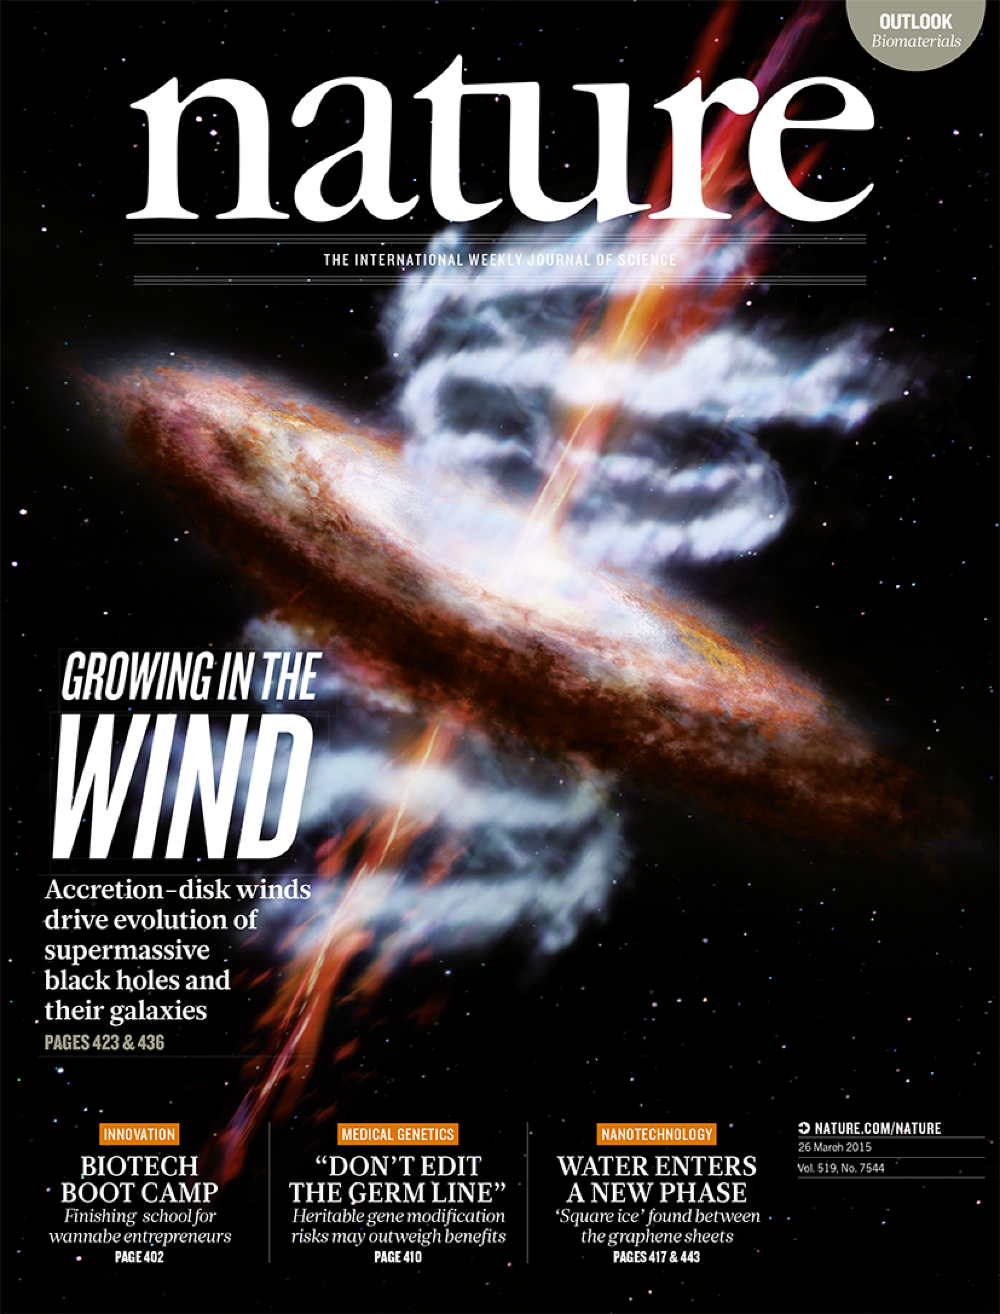 OUTLOOK
Biomaterials
nature
THE INTERNATIONAL WEEKLY JOURNAL OF SCIENCE
GROWING IN THE
WIND
Accretion-disk winds
drive evolution of
supermassive
black holes and
their galaxies
PAGES 423 & 436
INNOVATION
BIOTECH
BOOT CAMP
Finishing school for
wannabe entrepreneurs
PAGE 402
MEDICAL GENETICS
“DON’T EDIT
THE GERM LINE”
Heritable gene modification
risks may outweigh benefits
PAGE 410
NANOTECHNOLOGY
WATER ENTERS
A NEW PHASE
‘Square ice’ found between
the graphene sheets
PAGES 417 & 443
NATURE.COM/NATURE
26 March 2015
Vol. 519, No. 7544